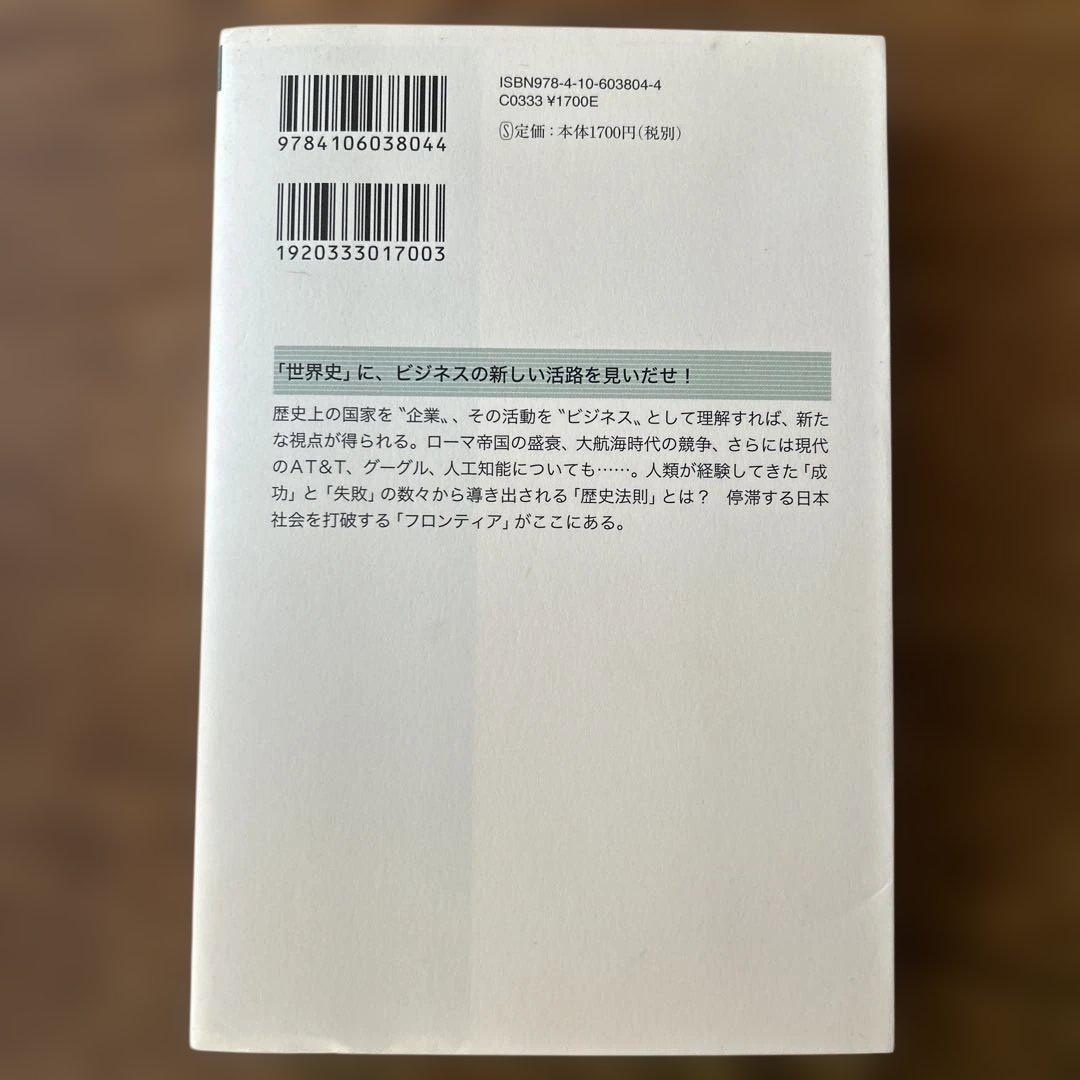 ISBN978-4-10-603804-4
C0333 ¥1700E
Ⓢ定価：本体1700円（税別）
9784106038044
1920333017003
「世界史」に、ビジネスの新しい活路を見いだせ！
歴史上の国家を〝企業〟、その活動を〝ビジネス〟として理解すれば、新た
な視点が得られる。ローマ帝国の盛衰、大航海時代の競争、さらには現代
のＡＴ＆Ｔ、グーグル、人工知能についても……。人類が経験してきた「成
功」と「失敗」の数々から導き出される「歴史法則」とは？　停滞する日本
社会を打破する「フロンティア」がここにある。